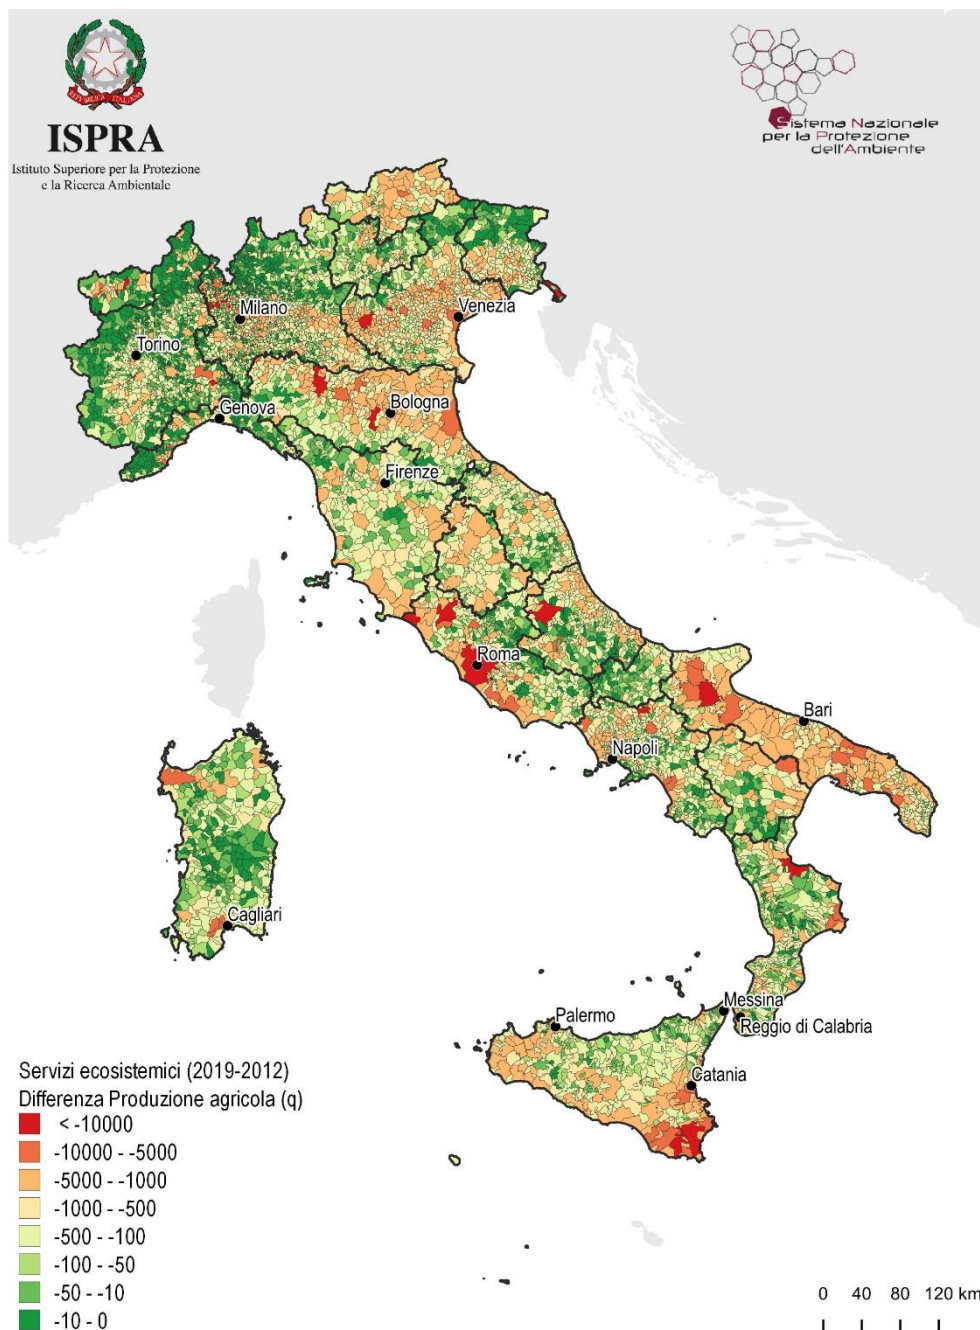 ISPRA
Istituto Superiore per la Protezione
e la Ricerca Ambientale
Sistema Nazionale
per la Protezione
dell'Ambiente
Milano
Venezia
Torino
Genova
Bologna
Firenze
Roma
Bari
Napoli
Cagliari
Messina
Palermo
Reggio di Calabria
Catania
Servizi ecosistemici (2019-2012)
Differenza Produzione agricola (q)
< -10000
-10000 - -5000
-5000 - -1000
-1000 - -500
-500 - -100
-100 - -50
-50 - -10
-10 - 0
0 40 80 120 km